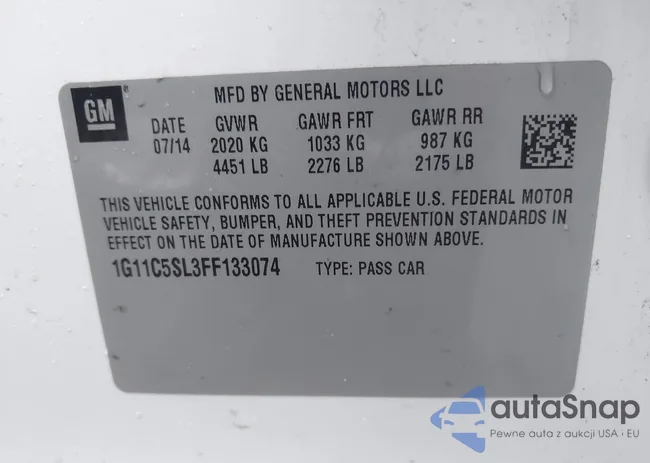 GM
MFD BY GENERAL MOTORS LLC
DATE GVWR GAWR FRT GAWR RR
07/14 2020 KG 1033 KG 987 KG
4451 LB 2276 LB 2175 LB
THIS VEHICLE CONFORMS TO ALL APPLICABLE U.S. FEDERAL MOTOR
VEHICLE SAFETY, BUMPER, AND THEFT PREVENTION STANDARDS IN
EFFECT ON THE DATE OF MANUFACTURE SHOWN ABOVE.
1G11C5SL3FF133074 TYPE: PASS CAR
autaSnap
Pewne auta z aukcji USA i EU